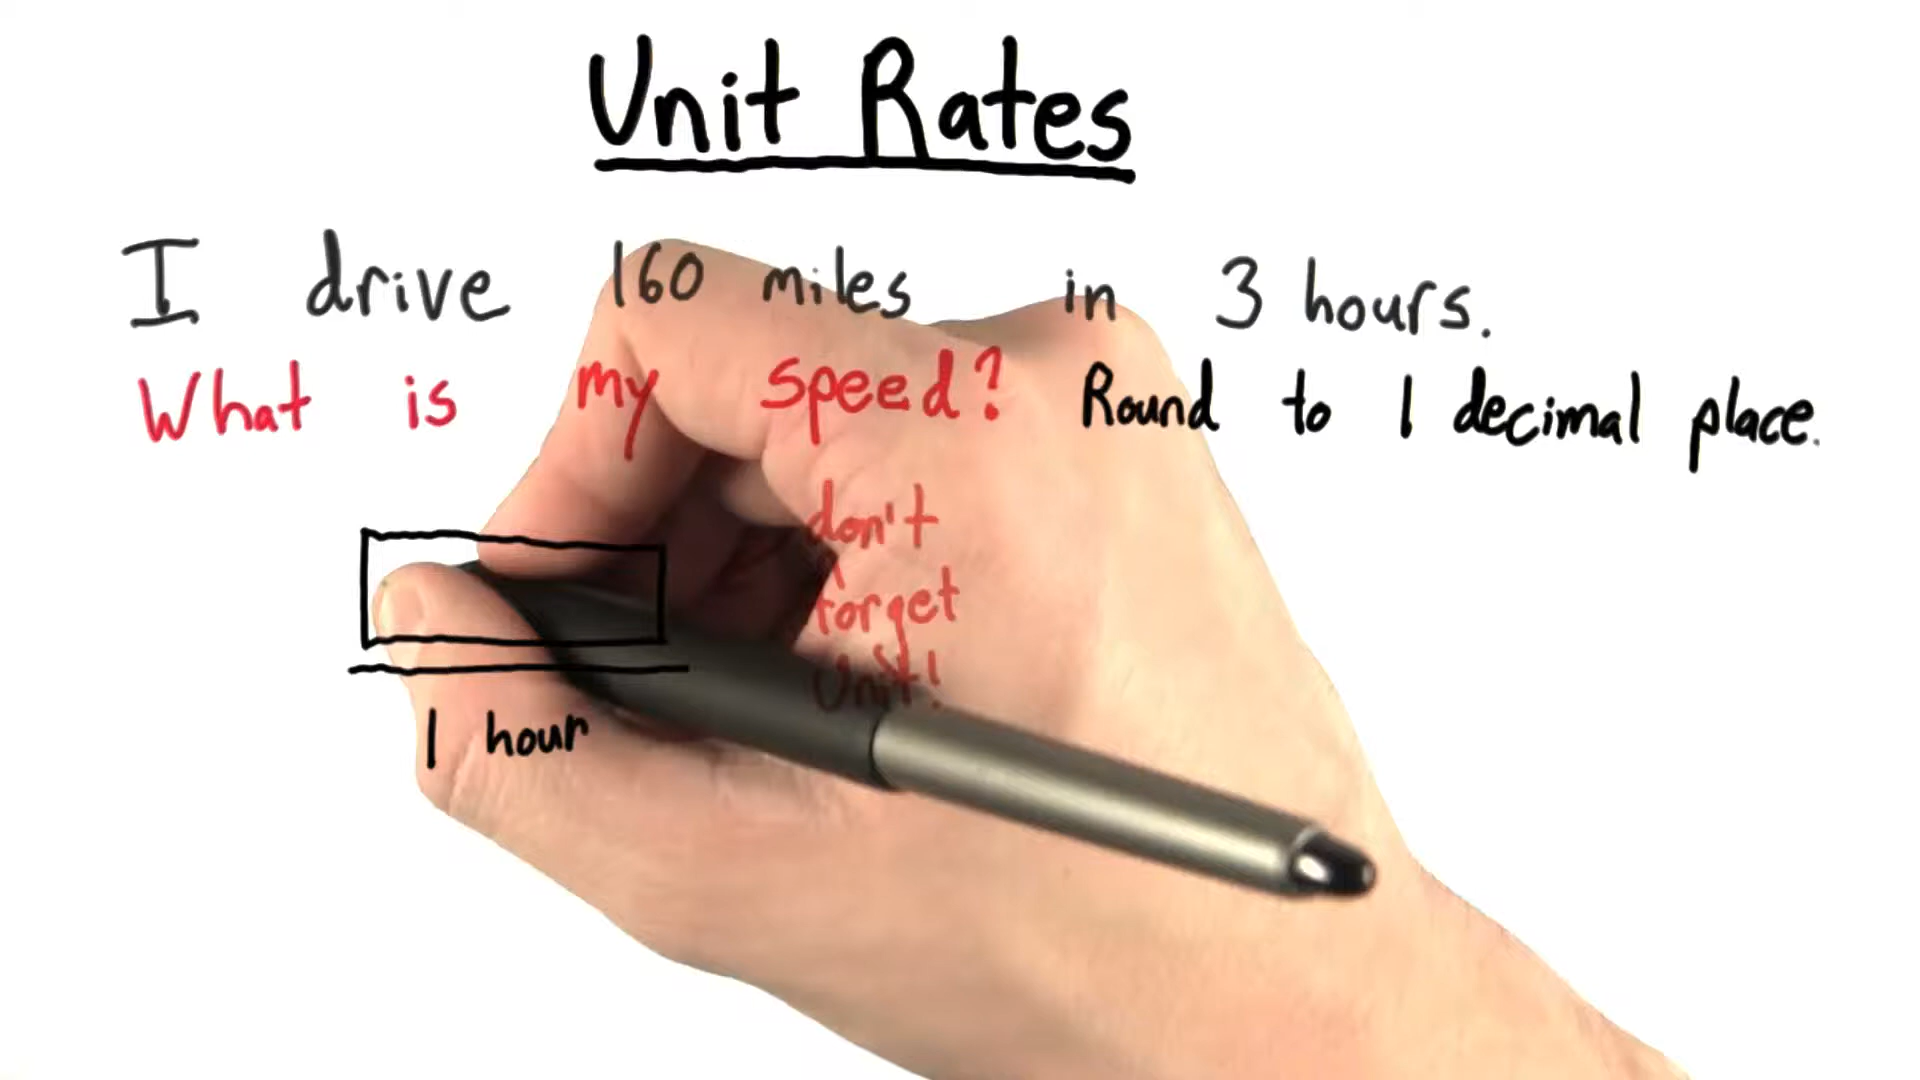 Unit Rates
I drive 160 miles in 3 hours.
What is my speed? Round to 1 decimal place.
don't
forget
unit!
1 hour